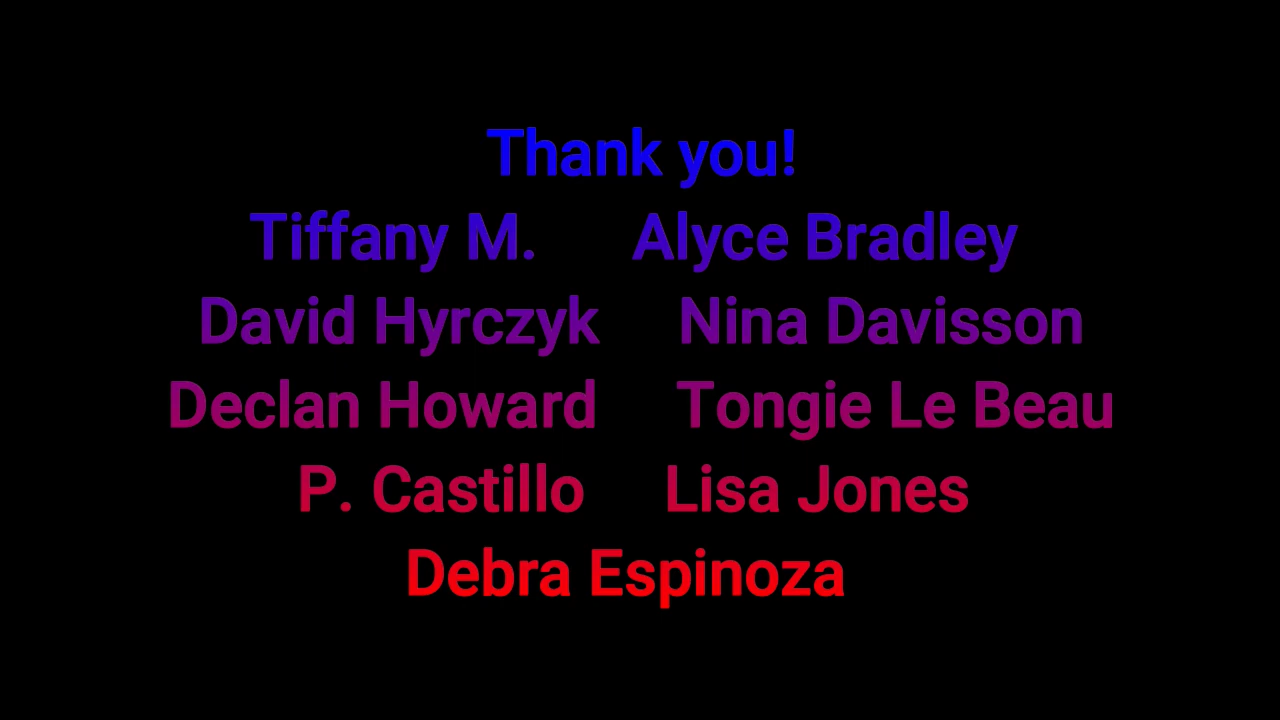 Thank you!
Tiffany M. Alyce Bradley
David Hyrczyk Nina Davisson
Declan Howard Tongie Le Beau
P. Castillo Lisa Jones
Debra Espinoza